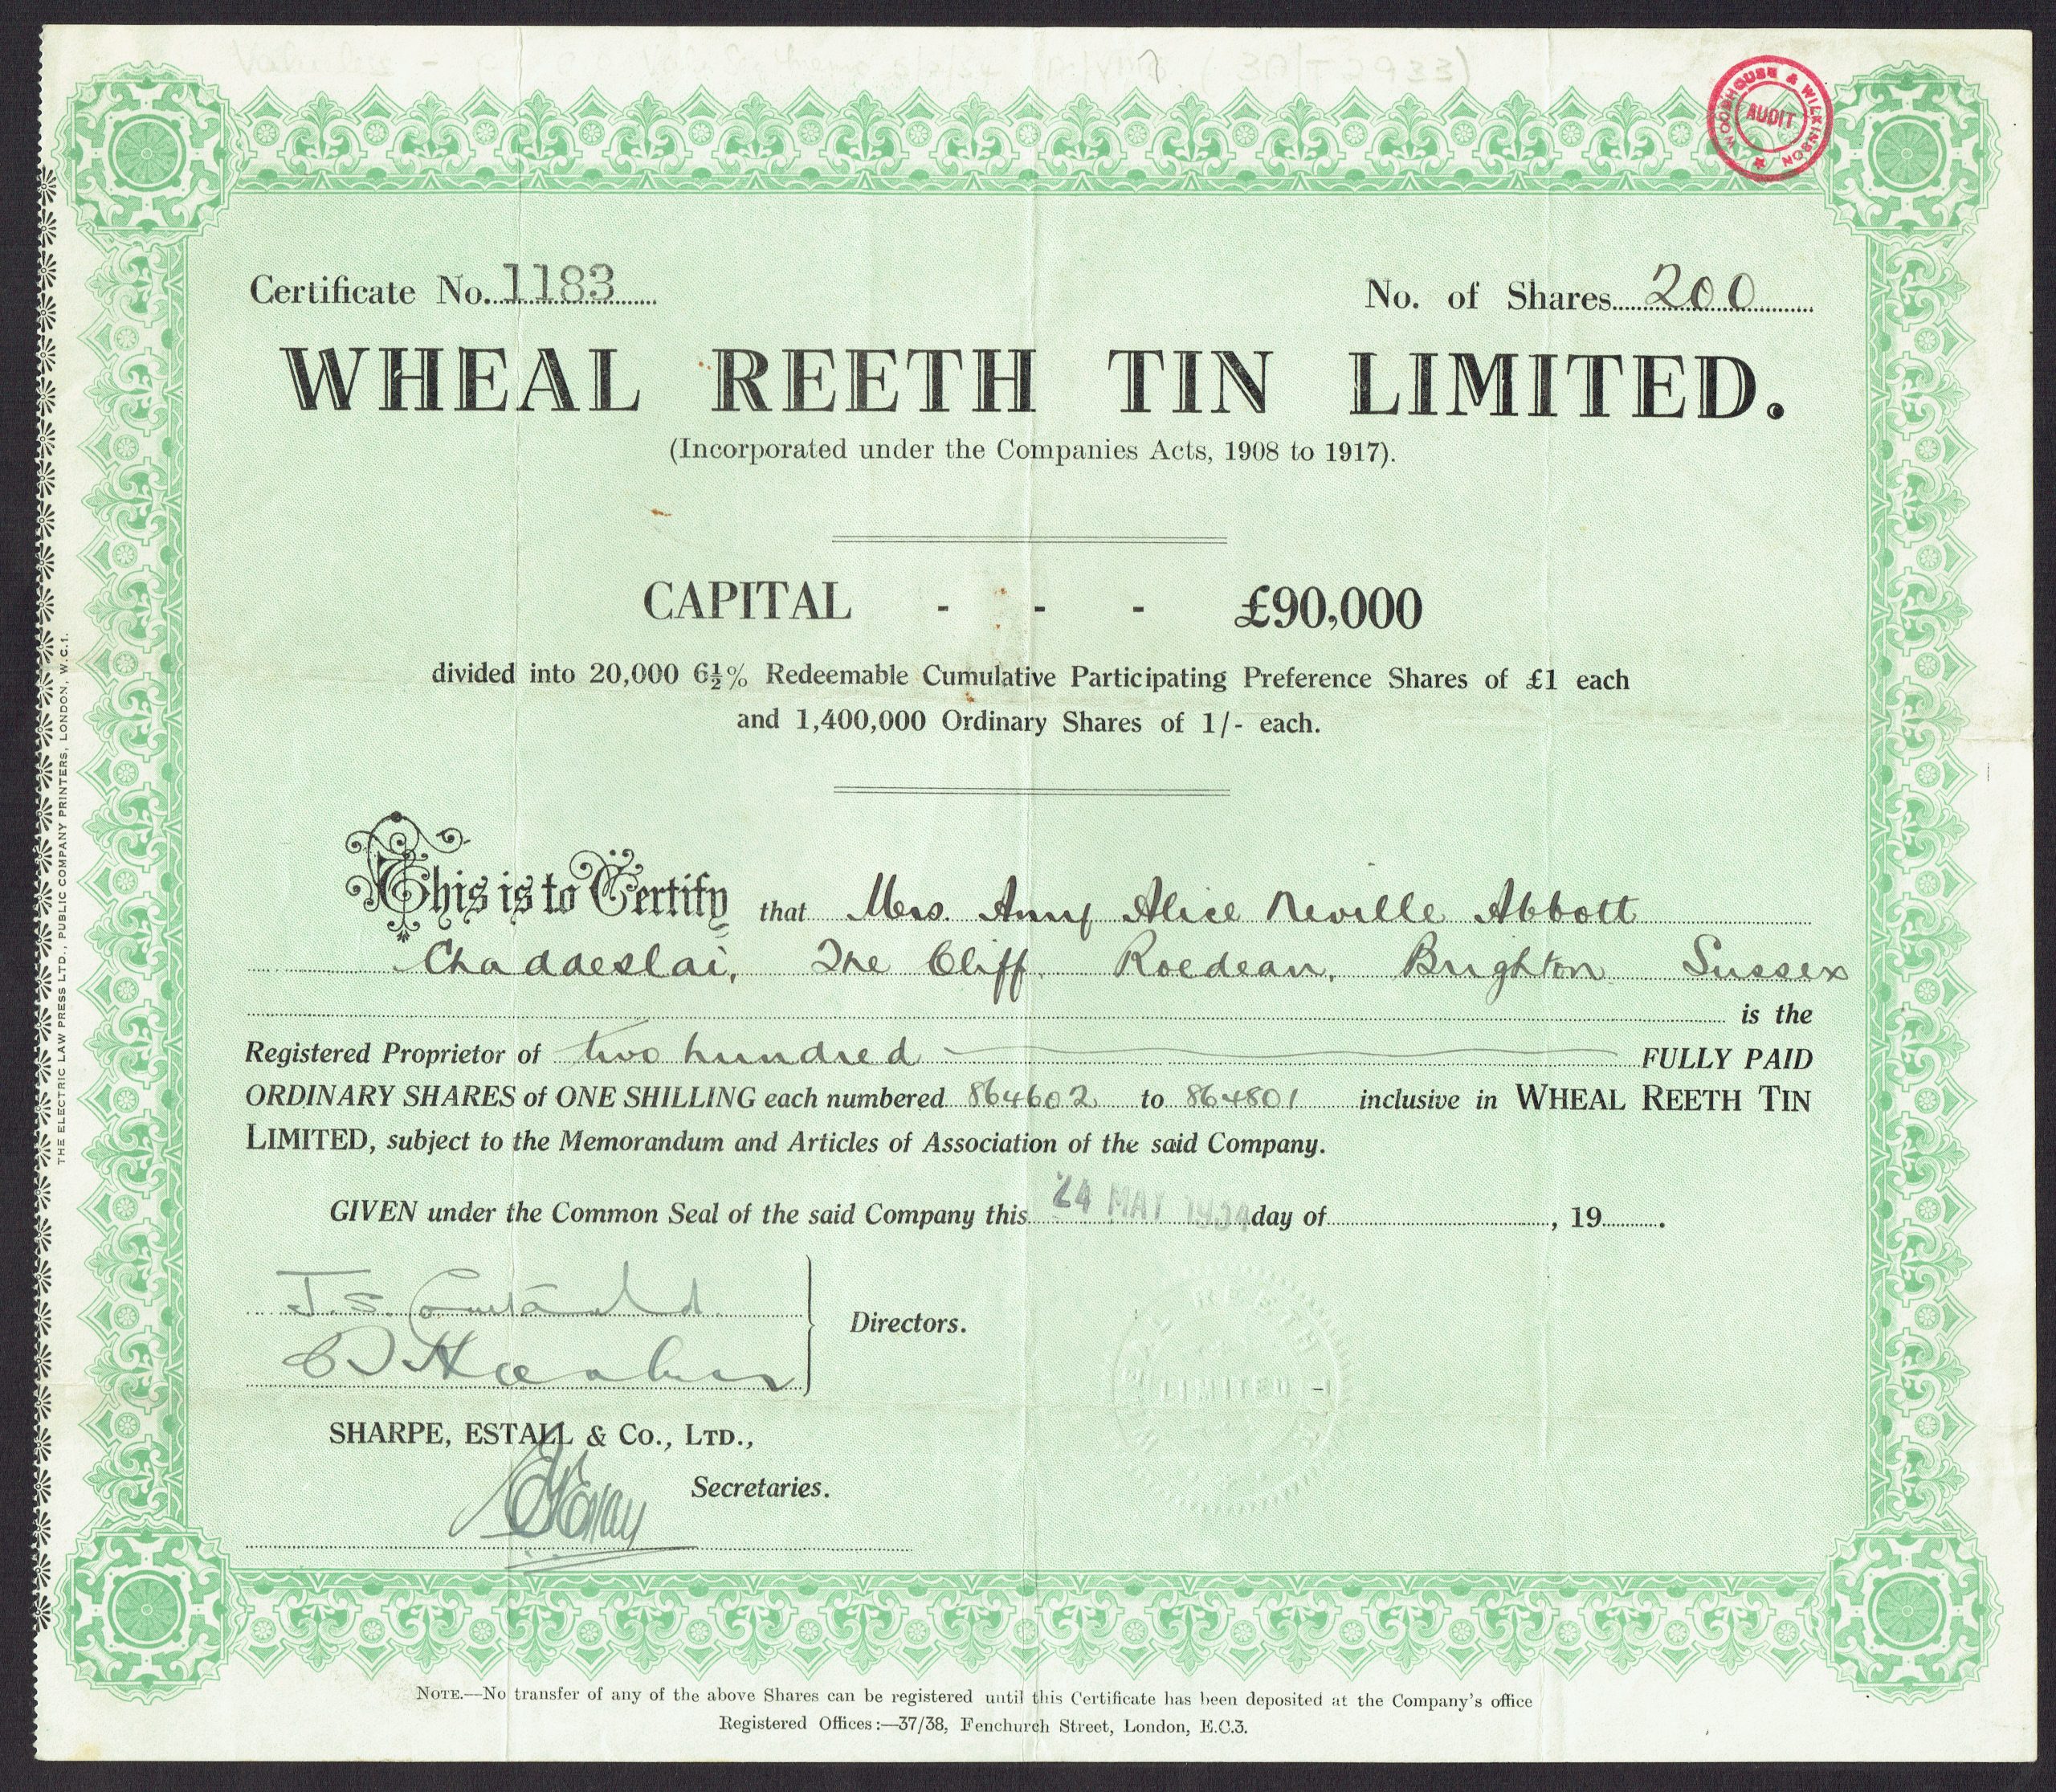 WOODHOUSE & WILKINSON
AUDIT
Certificate No. 1183
No. of Shares 200
WHEAL REETH TIN LIMITED.
(Incorporated under the Companies Acts, 1908 to 1917).
CAPITAL - - - £90,000
divided into 20,000 6½% Redeemable Cumulative Participating Preference Shares of £1 each
and 1,400,000 Ordinary Shares of 1/- each.
This is to Certify that Mrs. Amy Alice Neville Abbott
Chaddeslai, The Cliff. Roedean, Brighton Sussex
is the
Registered Proprietor of two hundred FULLY PAID
ORDINARY SHARES of ONE SHILLING each numbered 864602 to 864801 inclusive in WHEAL REETH TIN
LIMITED, subject to the Memorandum and Articles of Association of the said Company.
GIVEN under the Common Seal of the said Company this 24 MAY 1934 day of , 19 .
J. S.
Directors.
REETH
LIMITED
SHARPE, ESTALL & Co., LTD.,
Secretaries.
NOTE.—No transfer of any of the above Shares can be registered until this Certificate has been deposited at the Company's office
Registered Offices:—37/38, Fenchurch Street, London, E.C.3.
THE ELECTRIC LAW PRESS LTD., PUBLIC COMPANY PRINTERS, LONDON, W.C.1.